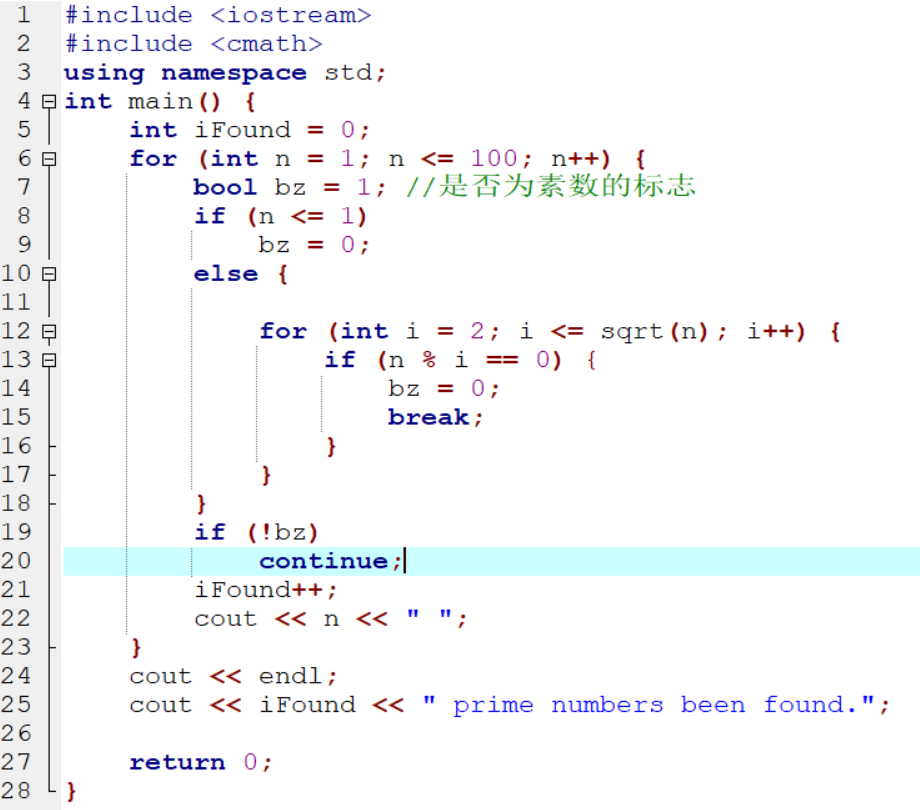 1 #include <iostream>
2 #include <cmath>
3 using namespace std;
4 int main() {
5 int iFound = 0;
6 for (int n = 1; n <= 100; n++) {
7 bool bz = 1; //是否为素数的标志
8 if (n <= 1)
9 bz = 0;
10 else {
11
12 for (int i = 2; i <= sqrt(n); i++) {
13 if (n % i == 0) {
14 bz = 0;
15 break;
16 }
17 }
18 }
19 if (!bz)
20 continue;
21 iFound++;
22 cout << n << " ";
23 }
24 cout << endl;
25 cout << iFound << " prime numbers been found.";
26
27 return 0;
28 }